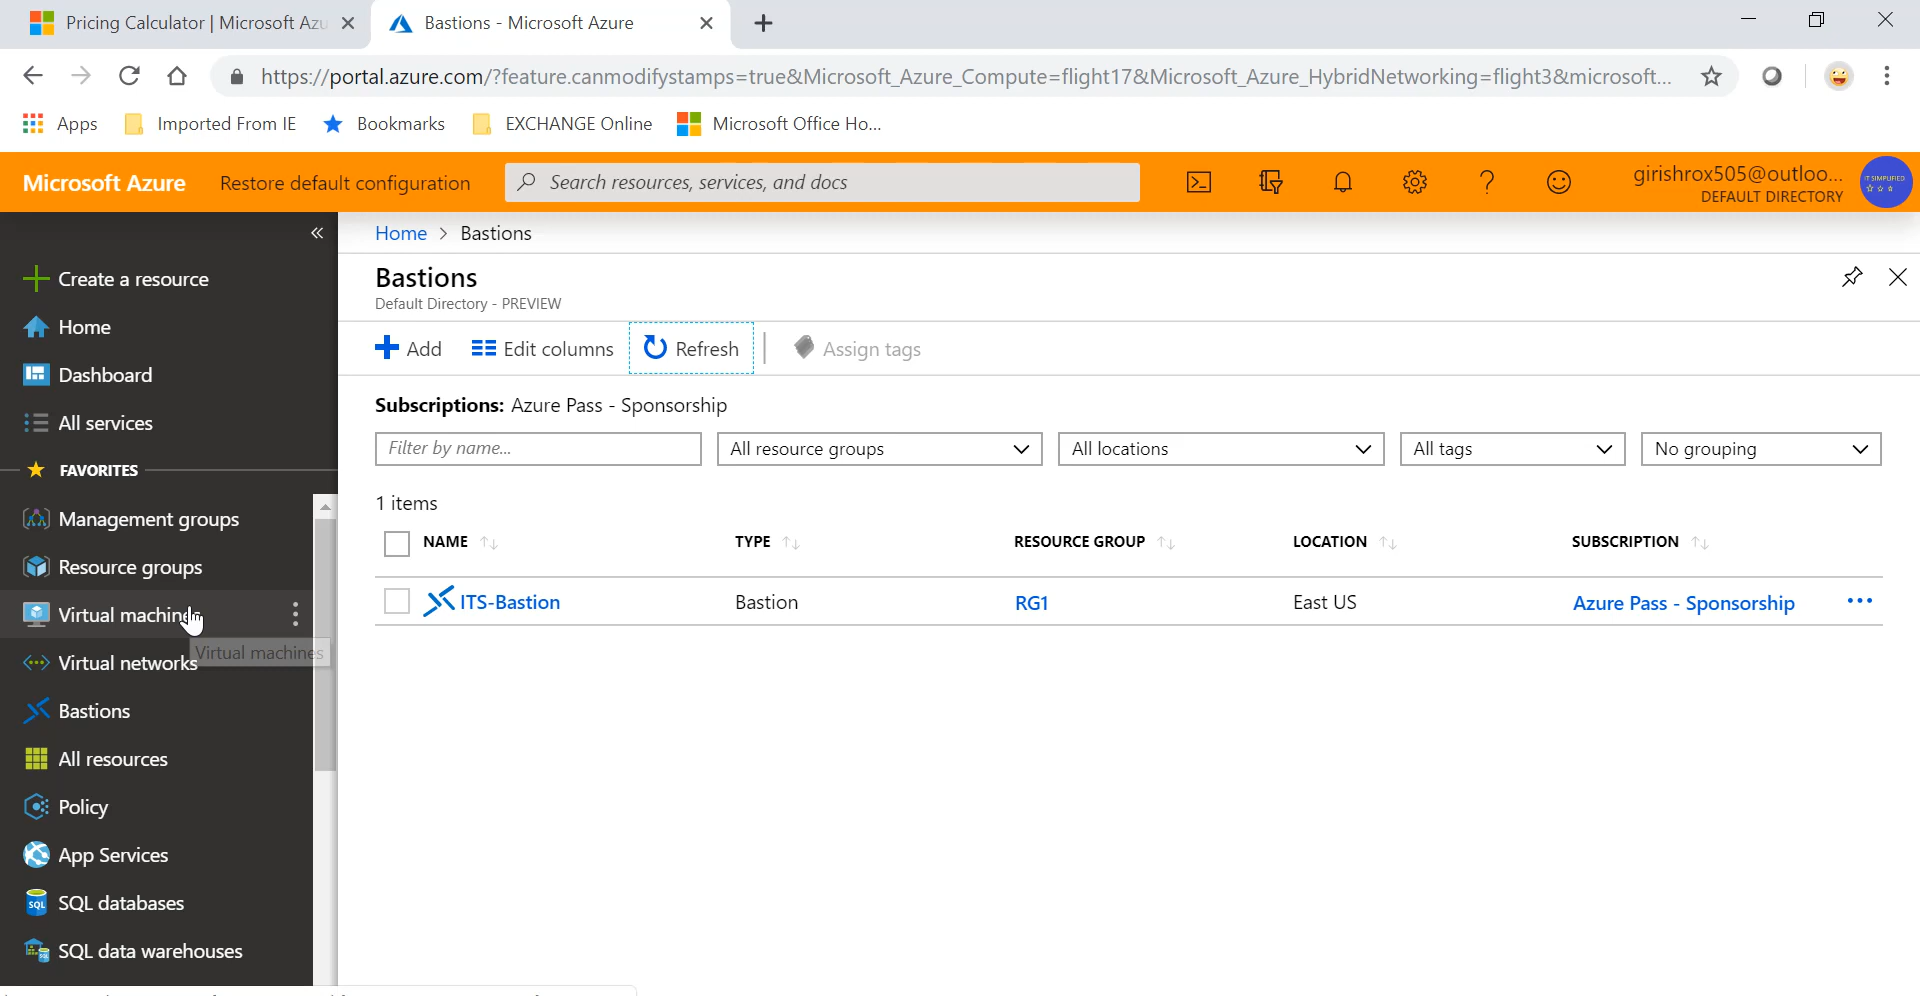 Pricing Calculator | Microsoft Azu
Bastions - Microsoft Azure
https://portal.azure.com/?feature.canmodifystamps=true&Microsoft_Azure_Compute=flight17&Microsoft_Azure_HybridNetworking=flight3&microsoft...
Apps
Imported From IE
Bookmarks
EXCHANGE Online
Microsoft Office Ho...
Microsoft Azure
Restore default configuration
Search resources, services, and docs
girishrox505@outloo...
DEFAULT DIRECTORY
IT SIMPLIFIED
Create a resource
Home
Dashboard
All services
FAVORITES
Management groups
Resource groups
Virtual machines
Virtual machines
Virtual networks
Bastions
All resources
Policy
App Services
SQL
SQL databases
SQL data warehouses
Home > Bastions
Bastions
Default Directory - PREVIEW
Add
Edit columns
Refresh
Assign tags
Subscriptions: Azure Pass - Sponsorship
Filter by name...
All resource groups
All locations
All tags
No grouping
1 items
NAME
TYPE
RESOURCE GROUP
LOCATION
SUBSCRIPTION
ITS-Bastion
Bastion
RG1
East US
Azure Pass - Sponsorship